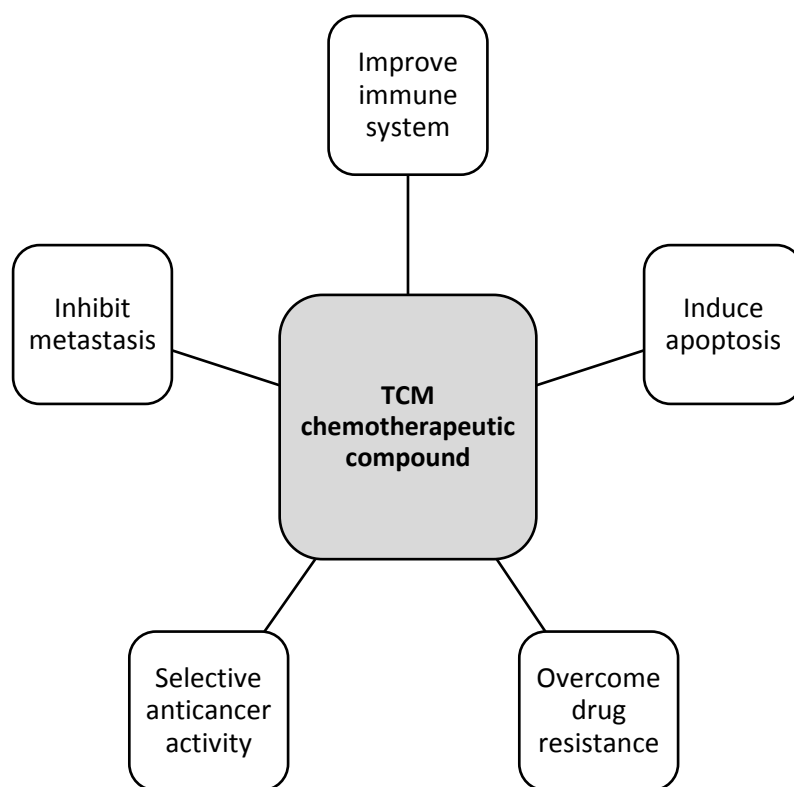 Improve
immune
system
Inhibit
metastasis
Induce
apoptosis
TCM
chemotherapeutic
compound
Selective
anticancer
activity
Overcome
drug
resistance